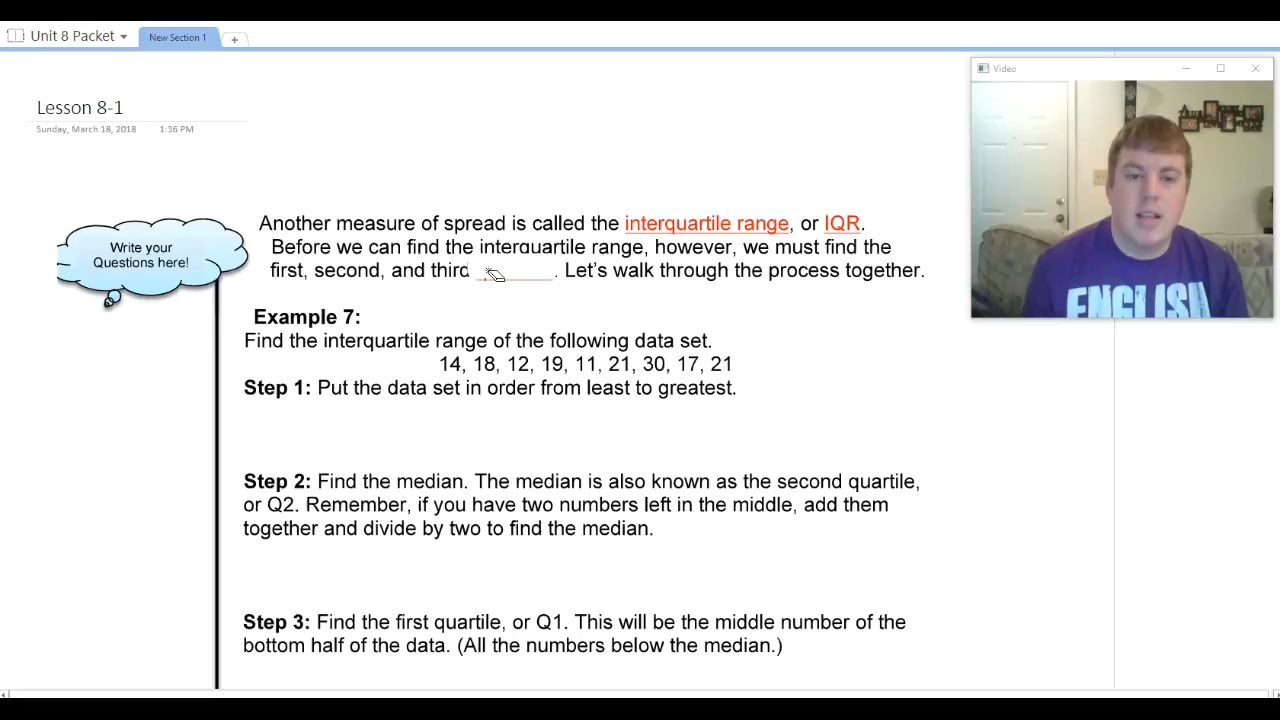 Unit 8 Packet
New Section 1
+
Video
Lesson 8-1
Sunday, March 18, 2018 1:36 PM
Write your
Questions here!
Another measure of spread is called the interquartile range, or IQR.
Before we can find the interquartile range, however, we must find the
first, second, and third . Let's walk through the process together.
Example 7:
Find the interquartile range of the following data set.
14, 18, 12, 19, 11, 21, 30, 17, 21
Step 1: Put the data set in order from least to greatest.
Step 2: Find the median. The median is also known as the second quartile,
or Q2. Remember, if you have two numbers left in the middle, add them
together and divide by two to find the median.
Step 3: Find the first quartile, or Q1. This will be the middle number of the
bottom half of the data. (All the numbers below the median.)
ENGLISH